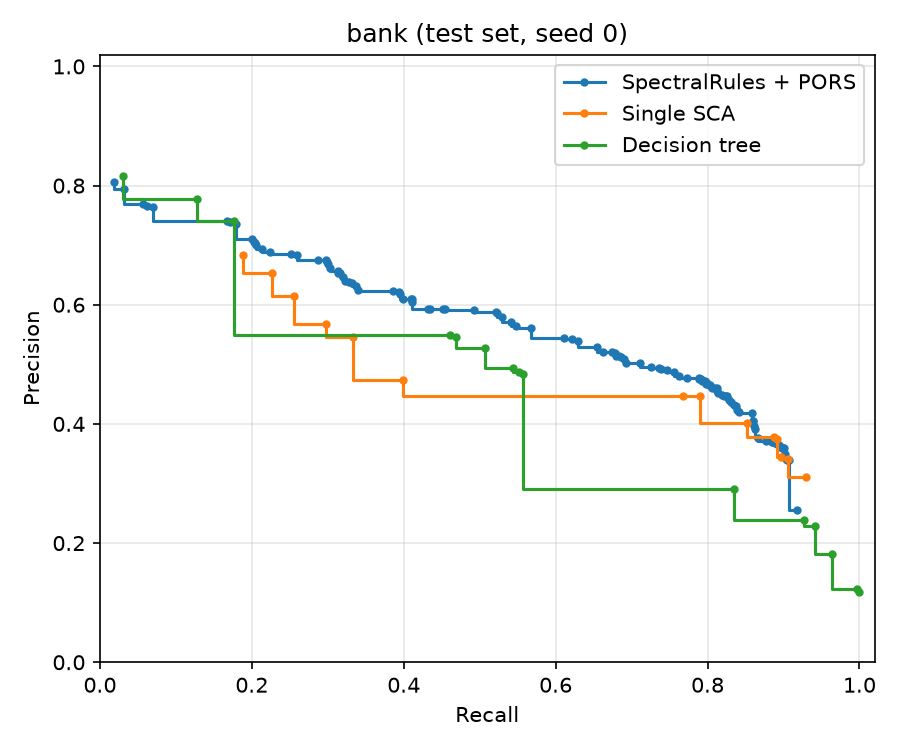 bank (test set, seed 0)
SpectralRules + PORS
Single SCA
Decision tree
Precision
1.0
0.8
0.6
0.4
0.2
0.0
0.0 0.2 0.4 0.6 0.8 1.0
Recall